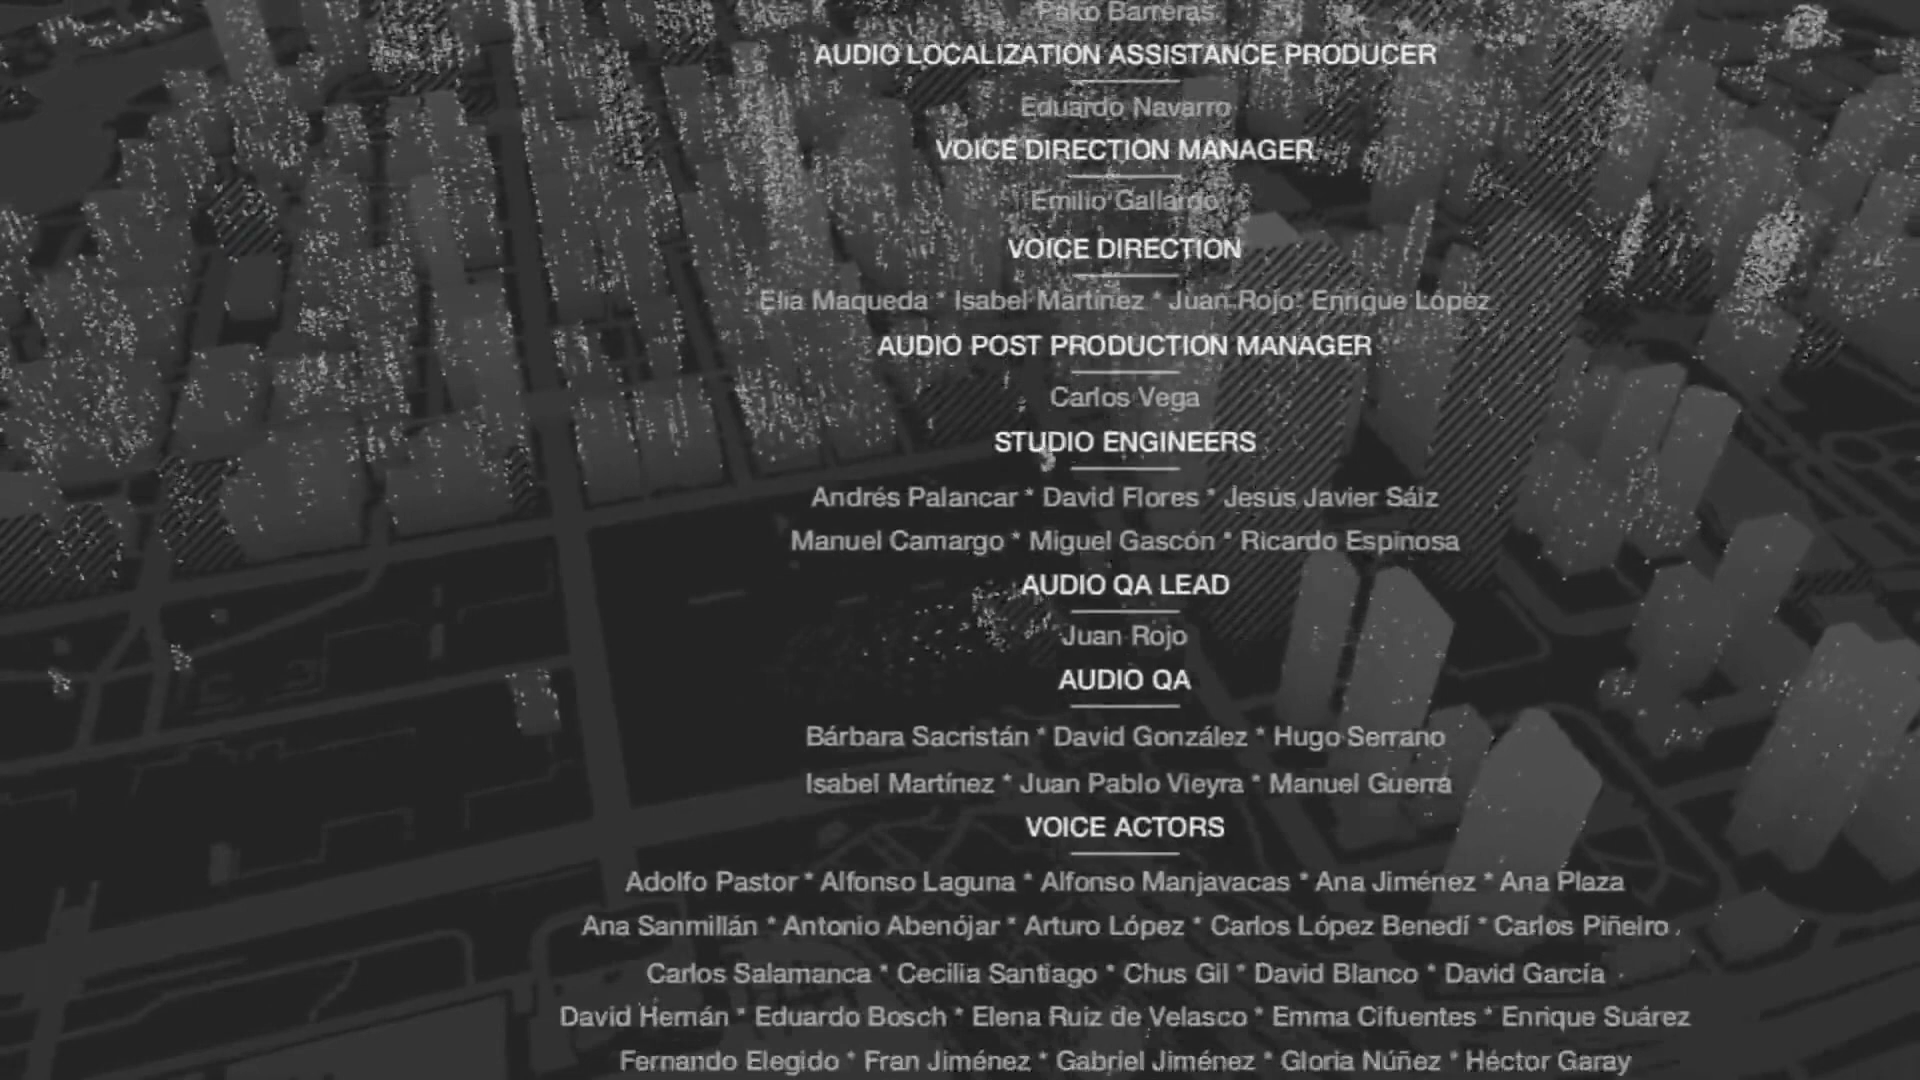 Pako Barreras
AUDIO LOCALIZATION ASSISTANCE PRODUCER
Eduardo Navarro
VOICE DIRECTION MANAGER
Emilio Gallardo
VOICE DIRECTION
Elia Maqueda * Isabel Martínez * Juan Rojo* Enrique López
AUDIO POST PRODUCTION MANAGER
Carlos Vega
STUDIO ENGINEERS
Andrés Palancar * David Flores * Jesús Javier Sáiz
Manuel Camargo * Miguel Gascón * Ricardo Espinosa
AUDIO QA LEAD
Juan Rojo
AUDIO QA
Bárbara Sacristán * David González * Hugo Serrano
Isabel Martínez * Juan Pablo Vieyra * Manuel Guerra
VOICE ACTORS
Adolfo Pastor * Alfonso Laguna * Alfonso Manjavacas * Ana Jiménez * Ana Plaza
Ana Sanmillán * Antonio Abenójar * Arturo López * Carlos López Benedí * Carlos Piñeiro
Carlos Salamanca * Cecilia Santiago * Chus Gil * David Blanco * David García
David Hernán * Eduardo Bosch * Elena Ruiz de Velasco * Emma Cifuentes * Enrique Suárez
Fernando Elegido * Fran Jiménez * Gabriel Jiménez * Gloria Núñez * Héctor Garay